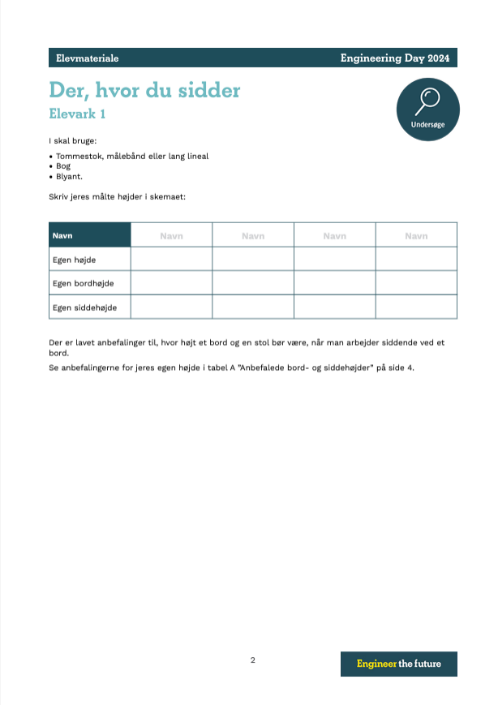 Elevmateriale
Engineering Day 2024
Der, hvor du sidder
Elevark 1
Undersøge
I skal bruge:
• Tommestok, målebånd eller lang lineal
• Bog
• Blyant.
Skriv jeres målte højder i skemaet:
Navn Navn Navn Navn Navn
Egen højde
Egen bordhøjde
Egen siddehøjde
Der er lavet anbefalinger til, hvor højt et bord og en stol bør være, når man arbejder siddende ved et
bord.
Se anbefalingerne for jeres egen højde i tabel A "Anbefalede bord- og siddehøjder" på side 4.
2
Engineer the future